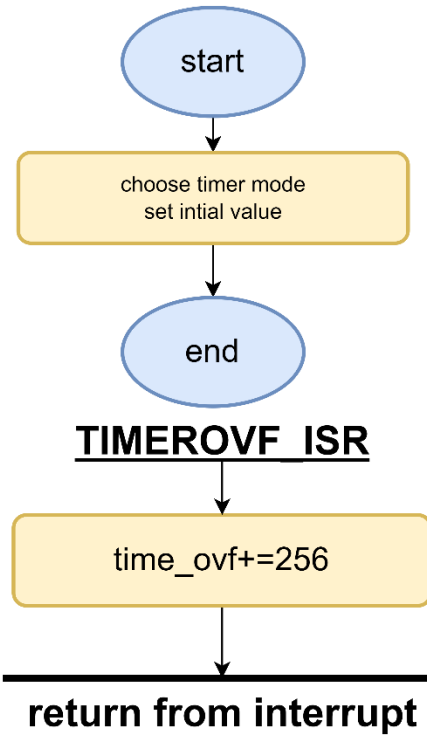 start
choose timer mode
set intial value
end
TIMEROVF_ISR
time_ovf+=256
return from interrupt